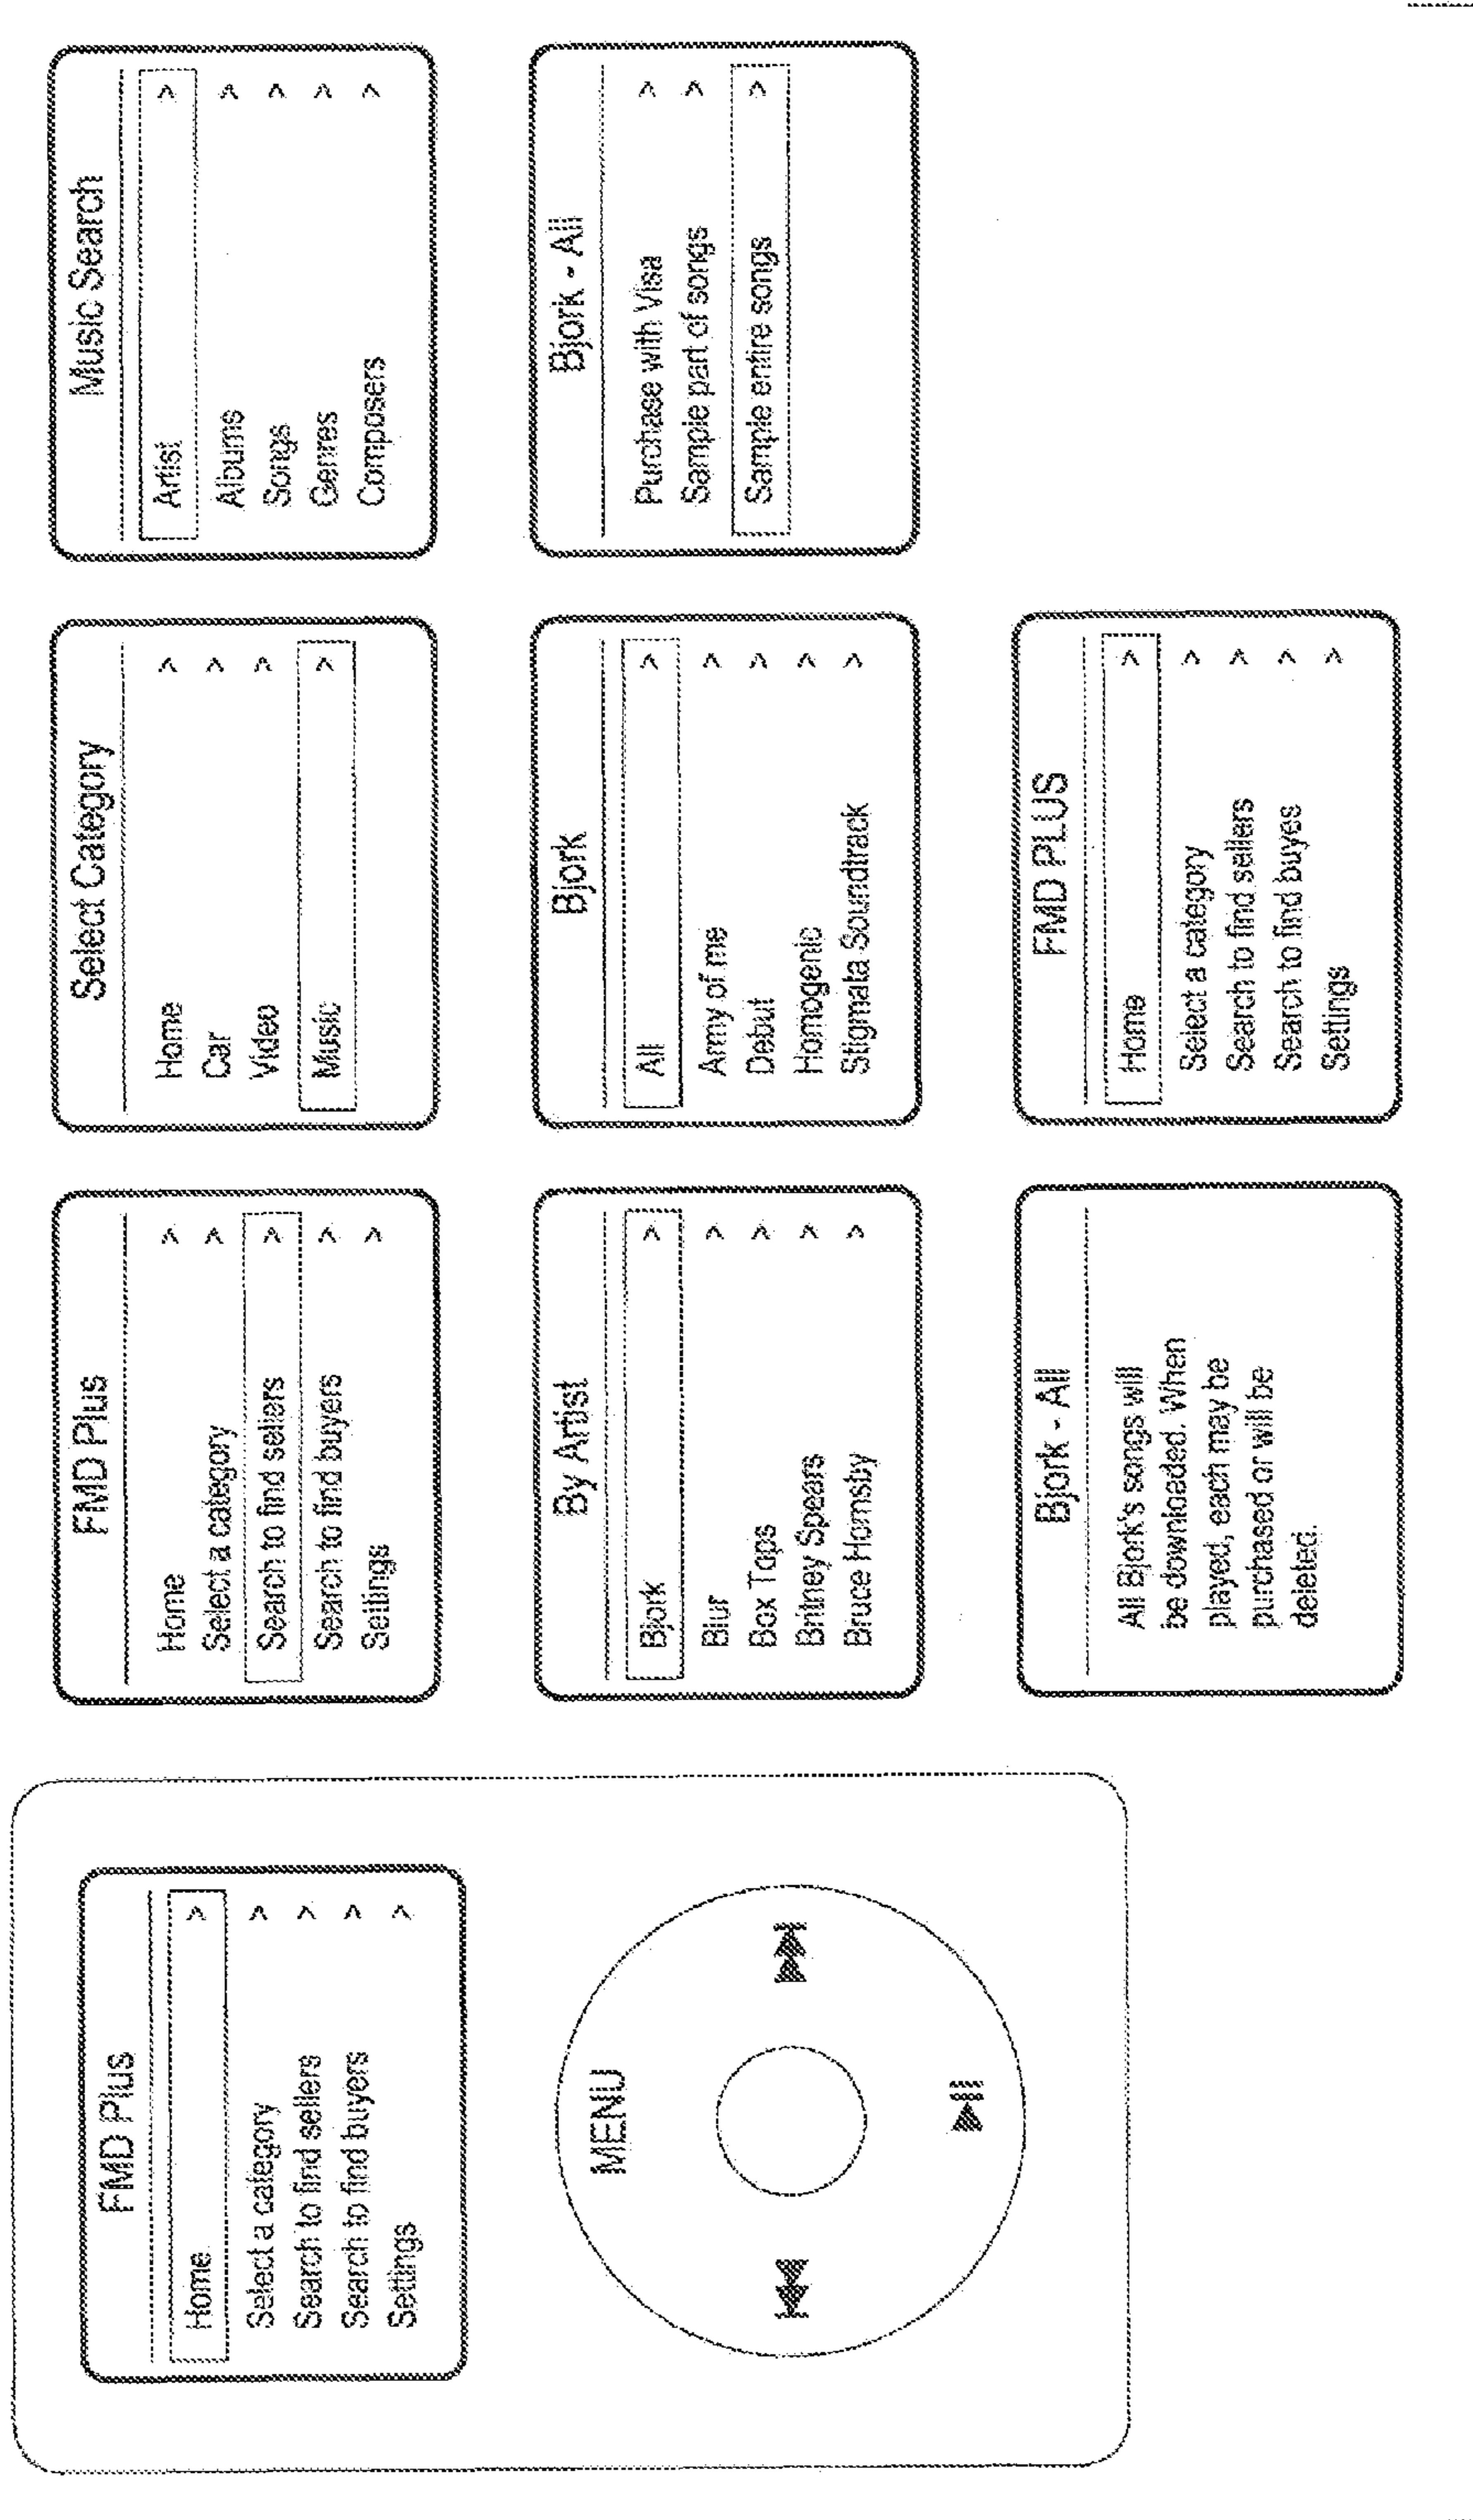 FMD Plus
Home
Select a category
Search to find sellers
Search to find buyers
Settings
MENU
FMD Plus
Home
Select a category
Search to find sellers
Search to find buyers
Settings
Select Category
Home
Car
Video
Music
Music Search
Artist
Albums
Songs
Genres
Composers
By Artist
Bjork
Blur
Box Tops
Britney Spears
Bruce Hornsby
Bjork
All
Army of me
Debut
Homogenic
Stigmata Soundtrack
Bjork - All
Purchase with Visa
Sample part of songs
Sample entire songs
Bjork - All
All Bjork's songs will
be downloaded. When
played, each may be
purchased or will be
deleted.
FMD PLUS
Home
Select a category
Search to find sellers
Search to find buyes
Settings